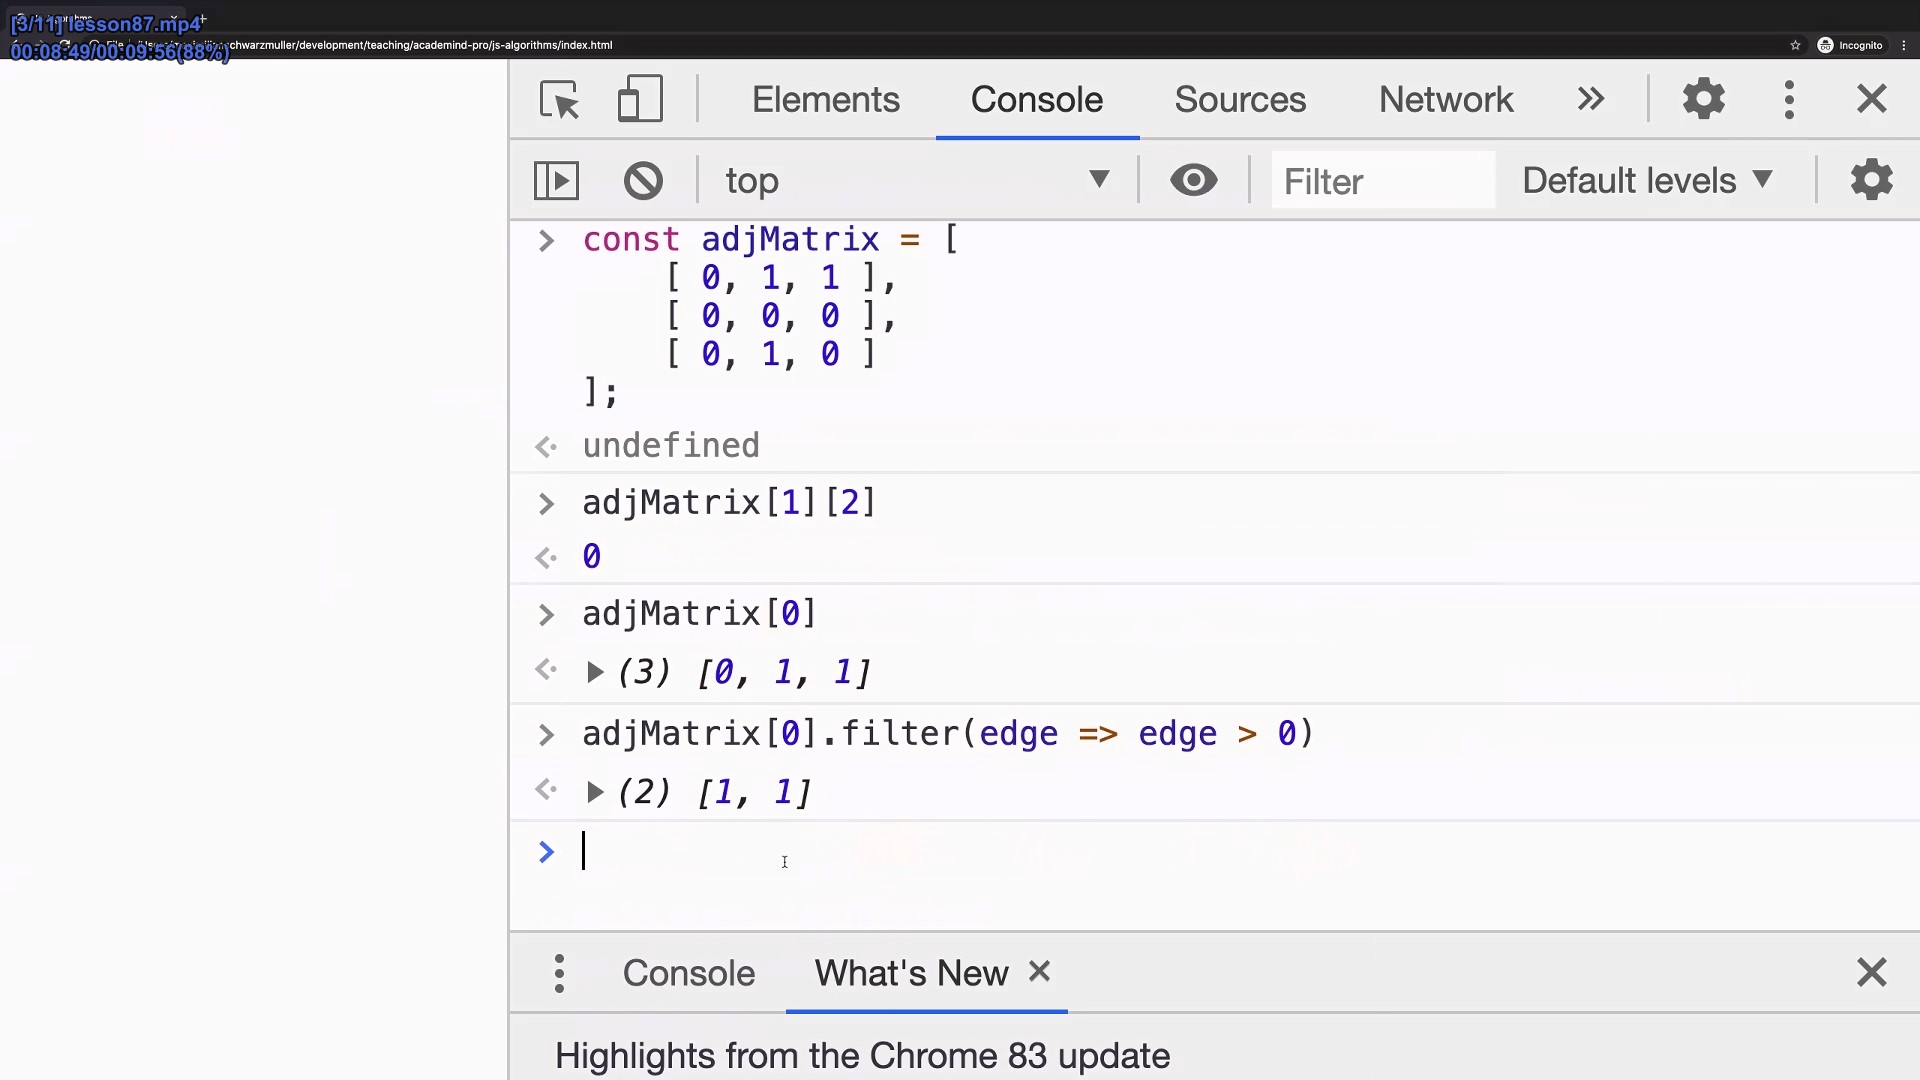 [3/11] lesson87.mp4
00:08:49/00:09:56(88%)
schwarzmuller/development/teaching/academind-pro/js-algorithms/index.html
Incognito
Elements Console Sources Network
top Filter Default levels
const adjMatrix = [
[ 0, 1, 1 ],
[ 0, 0, 0 ],
[ 0, 1, 0 ]
];
undefined
adjMatrix[1][2]
0
adjMatrix[0]
(3) [0, 1, 1]
adjMatrix[0].filter(edge => edge > 0)
(2) [1, 1]
Console What's New
Highlights from the Chrome 83 update